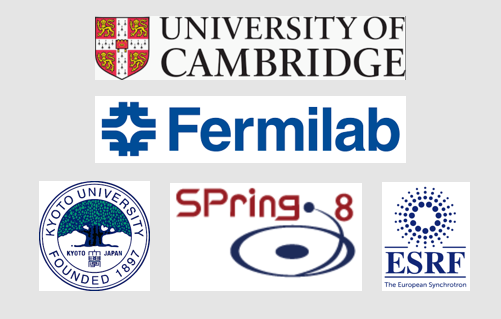 UNIVERSITY OF
CAMBRIDGE
Fermilab
KYOTO UNIVERSITY
KYOTO JAPAN
FOUNDED 1897
SPring-8
ESRF
The European Synchrotron